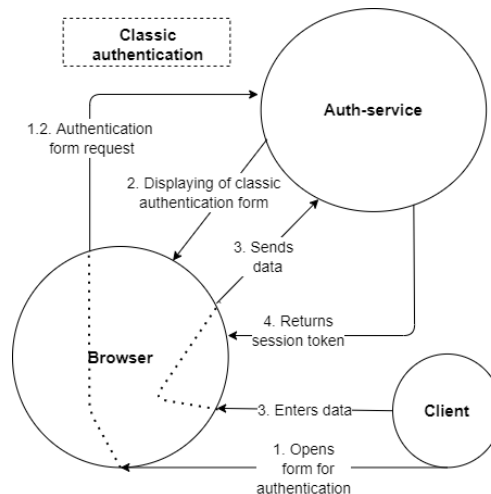 Classic
authentication
Auth-service
1.2. Authentication
form request
2. Displaying of classic
authentication form
3. Sends
data
4. Returns
session token
Browser
3. Enters data
Client
1. Opens
form for
authentication